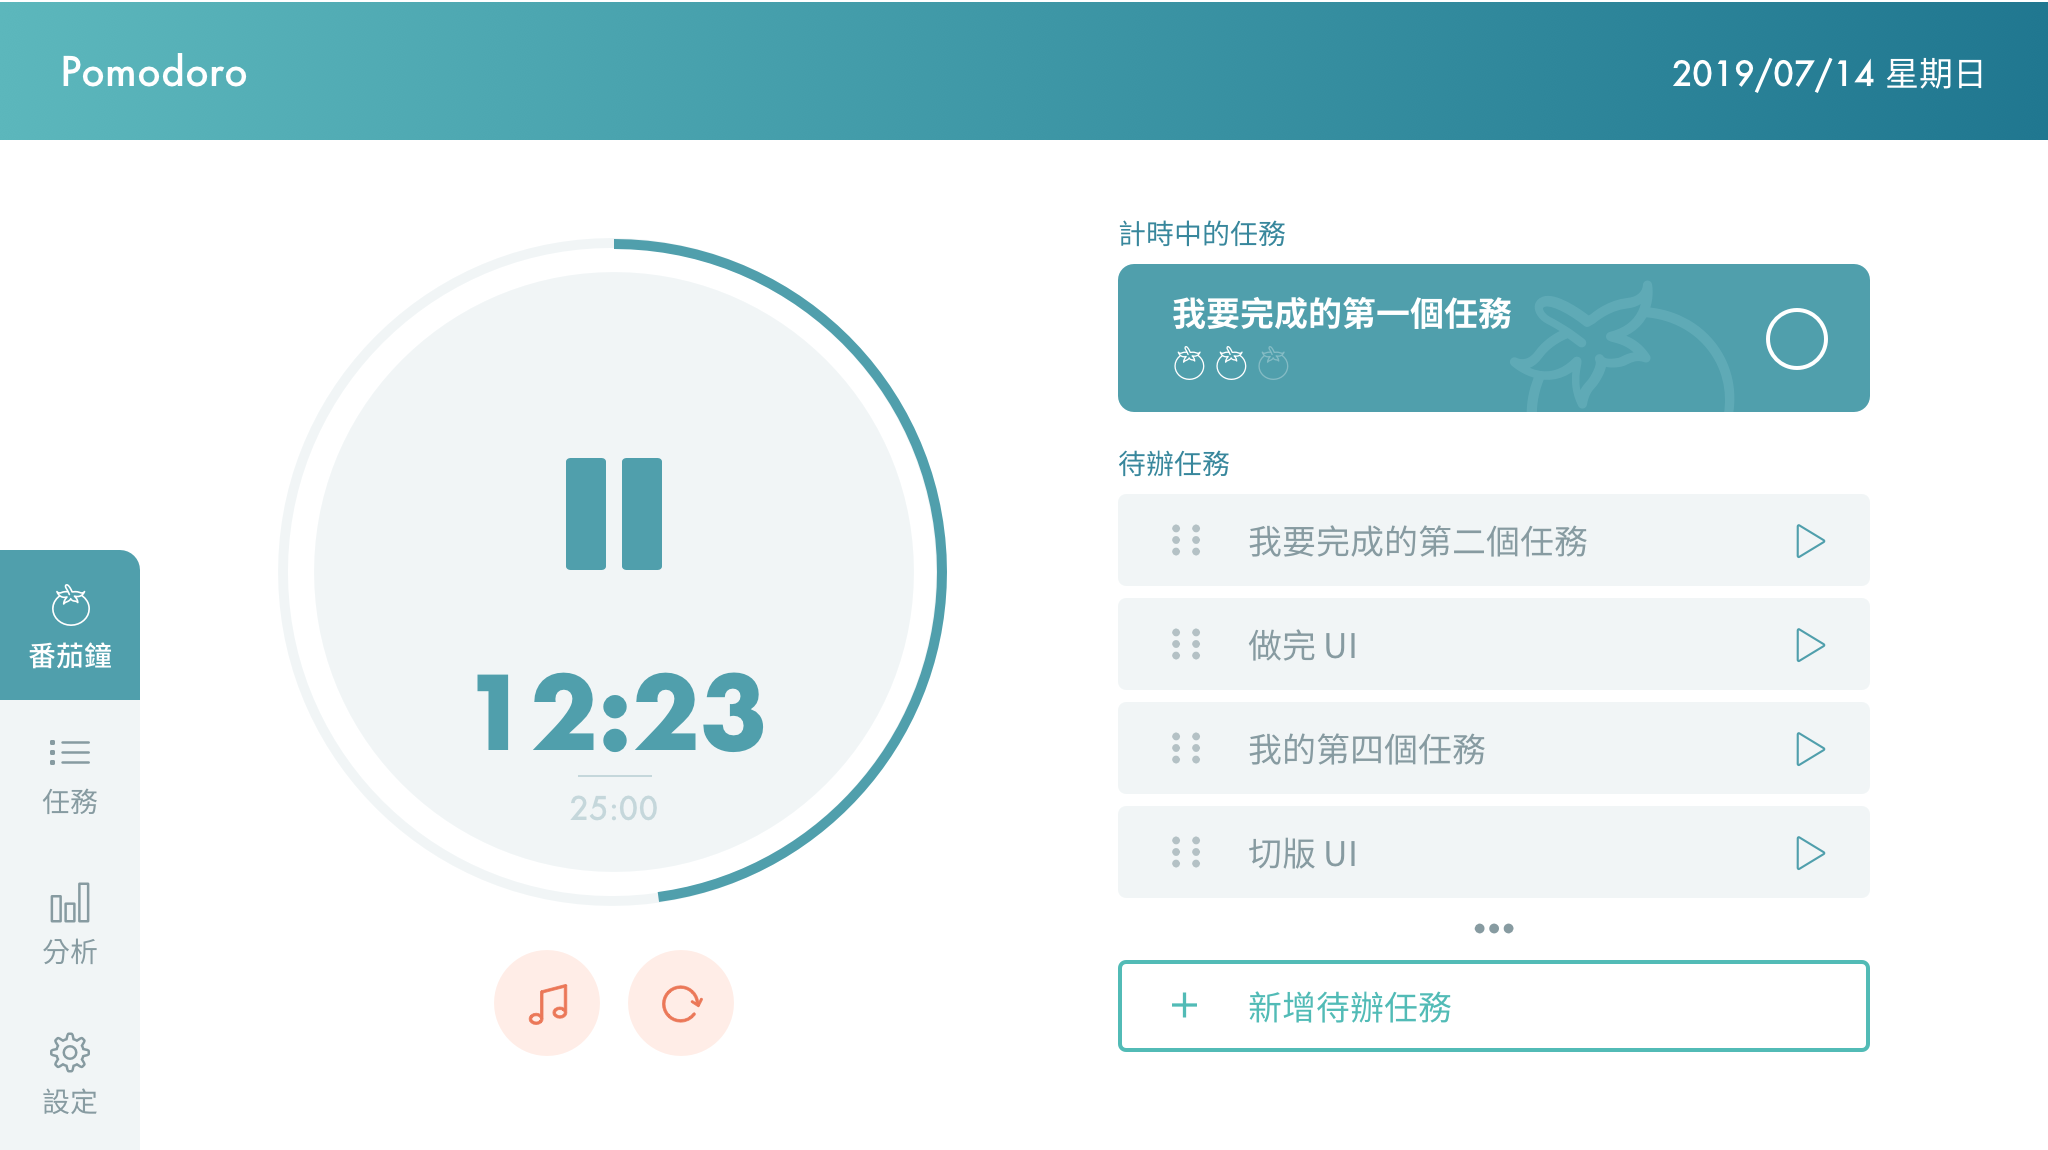 Pomodoro
2019/07/14 星期日
番茄鐘
任務
分析
設定
12:23
25:00
計時中的任務
我要完成的第一個任務
待辦任務
我要完成的第二個任務
做完 UI
我的第四個任務
切版 UI
•••
+ 新增待辦任務